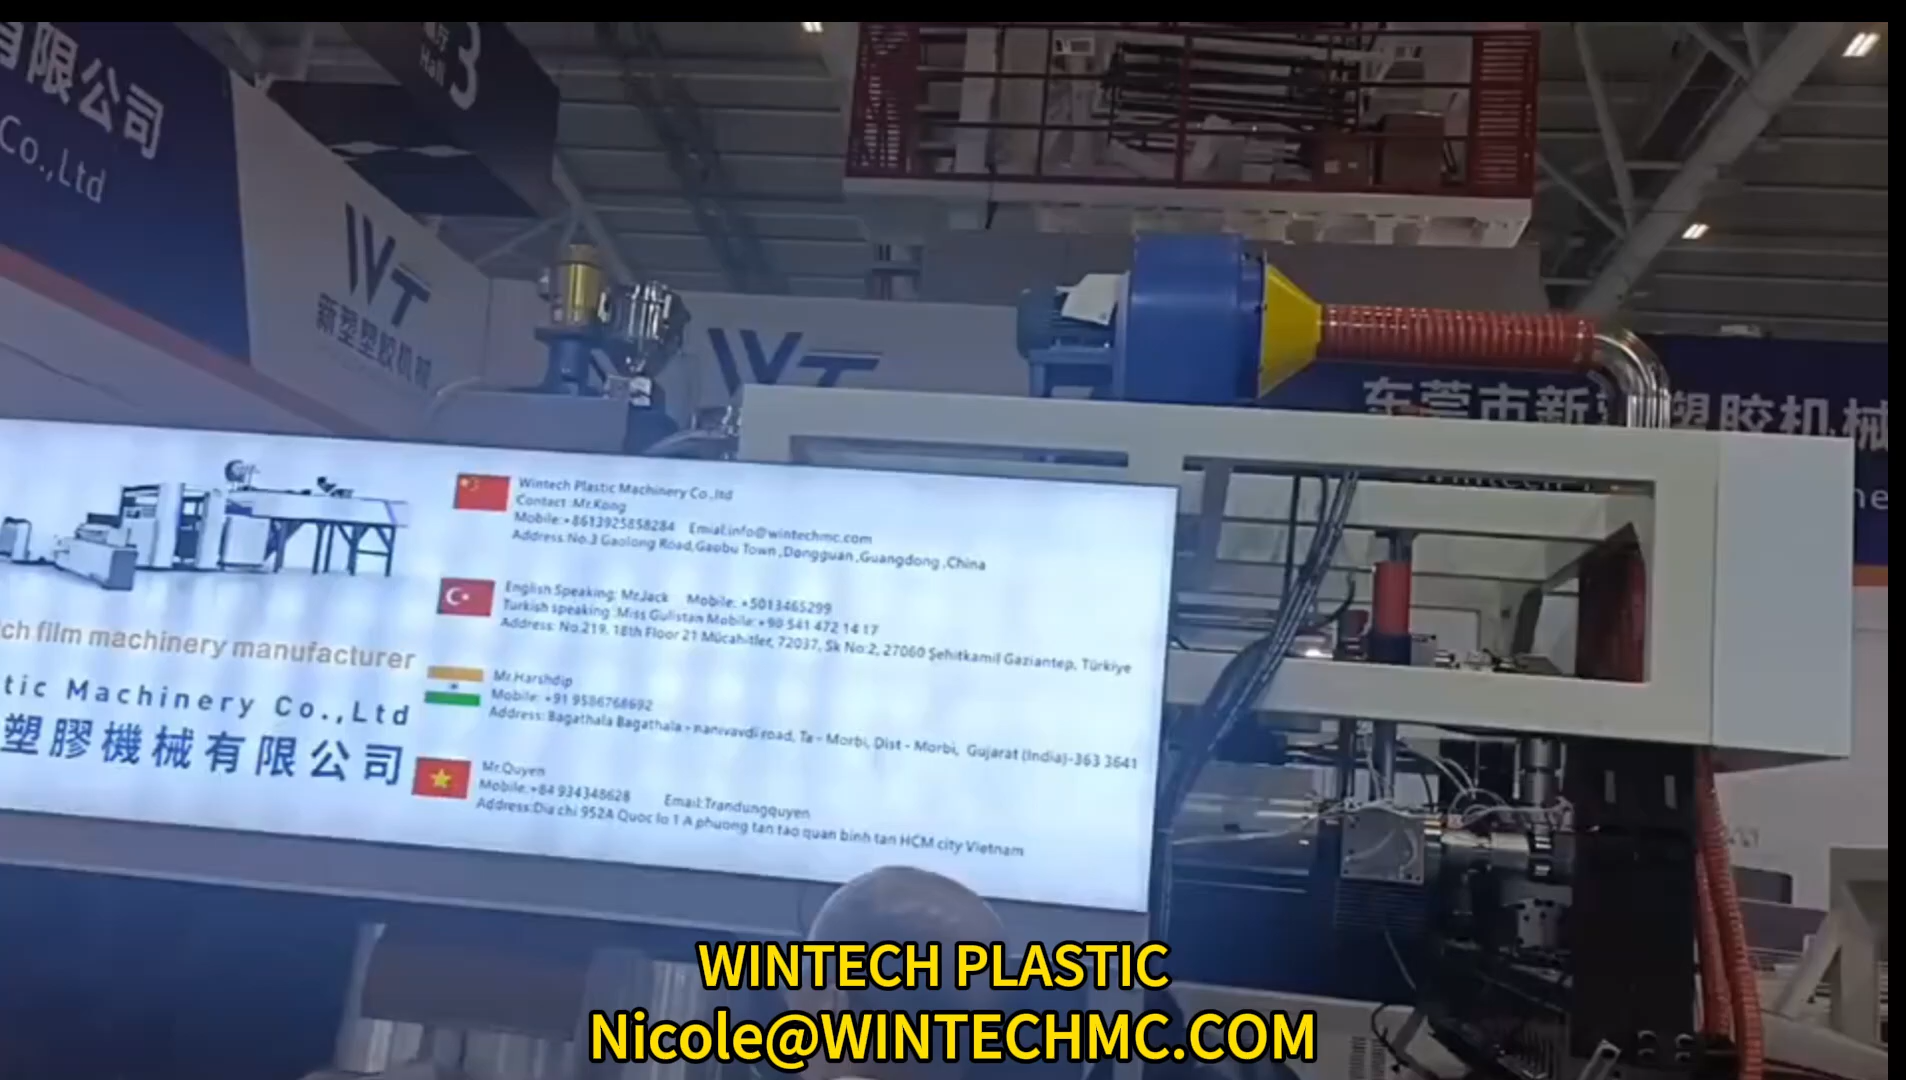 有限公司
Co.,Ltd
展厅
Hall 3
WT
新塑塑胶机械
WT
东莞市新塑塑胶机械
Wintech
Wintech Plastic Machinery Co.,ltd
Contact :Mr.Kong
Mobile:+8613925858284 Emial:info@wintechmc.com
Address:No.3 Gaolong Road,Gaobu Town ,Dongguan ,Guangdong ,China
English Speaking: Mr.Jack Mobile: +5013465299
Turkish speaking :Miss Gulistan Mobile:+90 541 472 14 17
Address: No.219, 18th Floor 21 Mücahitler, 72037. Sk No:2, 27060 Şehitkamil Gaziantep, Türkiye
Mr.Harshdip
Mobile: +91 9586768692
Address: Bagathala Bagathala - nanivavdi road, Ta - Morbi, Dist - Morbi, Gujarat (India)-363 3641
Mr.Quyen
Mobile:+84 934348628 Email:Trandungquyen
Address:Dia chi 952A Quoc lo 1 A phuong tan tao quan binh tan HCM city Vietnam
ch film machinery manufacturer
tic Machinery Co.,Ltd
塑膠機械有限公司
WINTECH PLASTIC
Nicole@WINTECHMC.COM